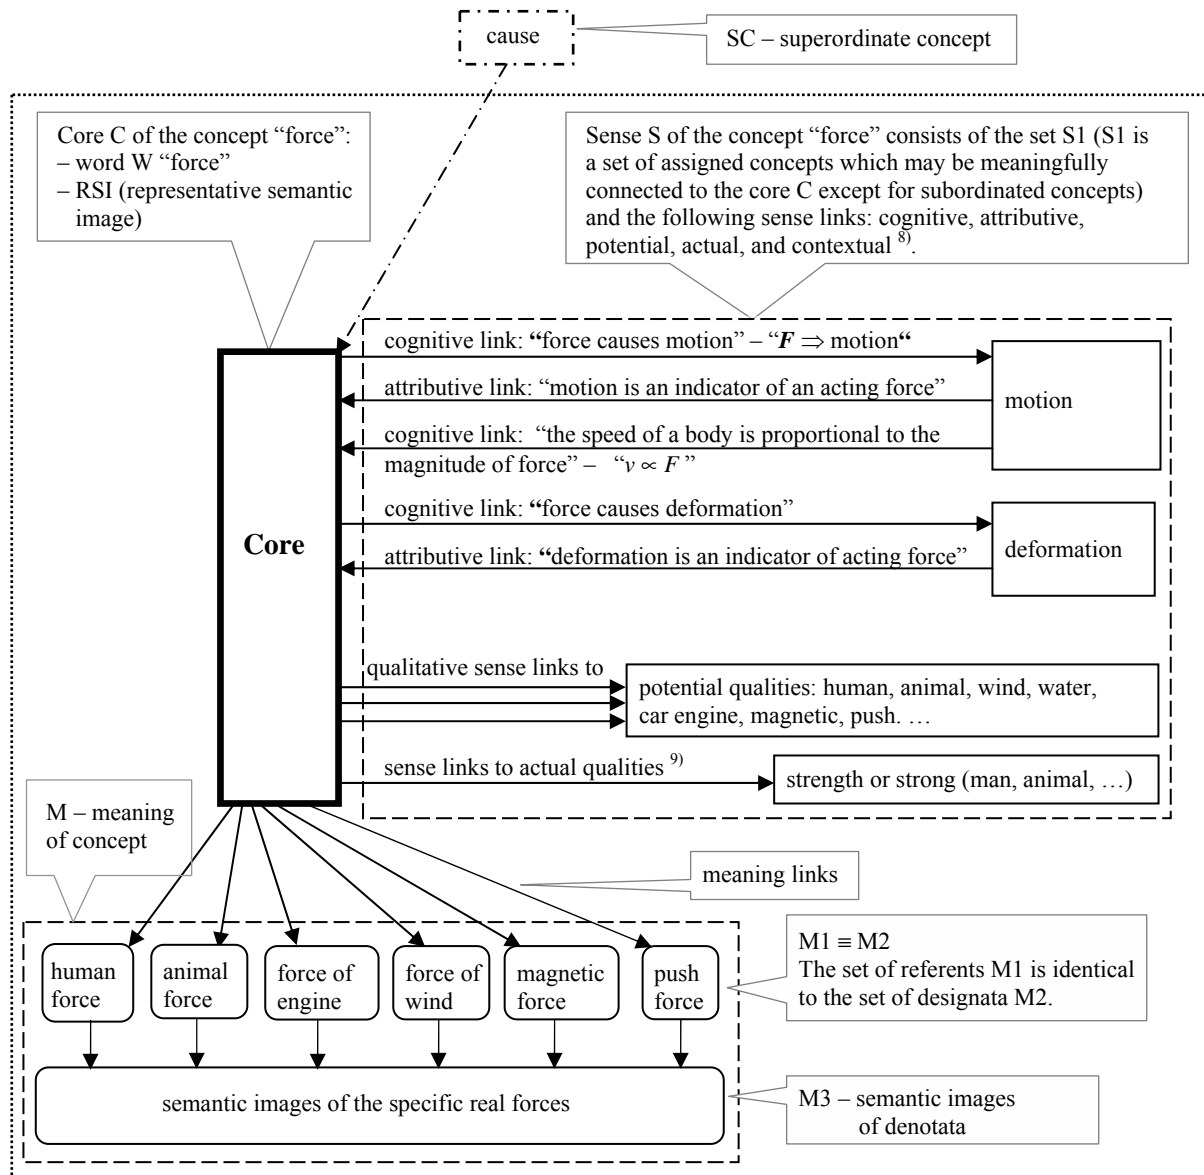 cause
SC – superordinate concept
Core C of the concept “force”:
– word W “force”
– RSI (representative semantic
image)
Sense S of the concept “force” consists of the set S1 (S1 is
a set of assigned concepts which may be meaningfully
connected to the core C except for subordinated concepts)
and the following sense links: cognitive, attributive,
potential, actual, and contextual 8).
cognitive link: “force causes motion” – “F ⇒ motion“
attributive link: “motion is an indicator of an acting force”
motion
cognitive link: “the speed of a body is proportional to the
magnitude of force” – “v ∝ F ”
cognitive link: “force causes deformation”
Core
deformation
attributive link: “deformation is an indicator of acting force”
qualitative sense links to
potential qualities: human, animal, wind, water,
car engine, magnetic, push. …
sense links to actual qualities 9)
strength or strong (man, animal, …)
M – meaning
of concept
meaning links
human
force
animal
force
force of
engine
force of
wind
magnetic
force
push
force
M1 ≡ M2
The set of referents M1 is identical
to the set of designata M2.
semantic images of the specific real forces
M3 – semantic images
of denotata